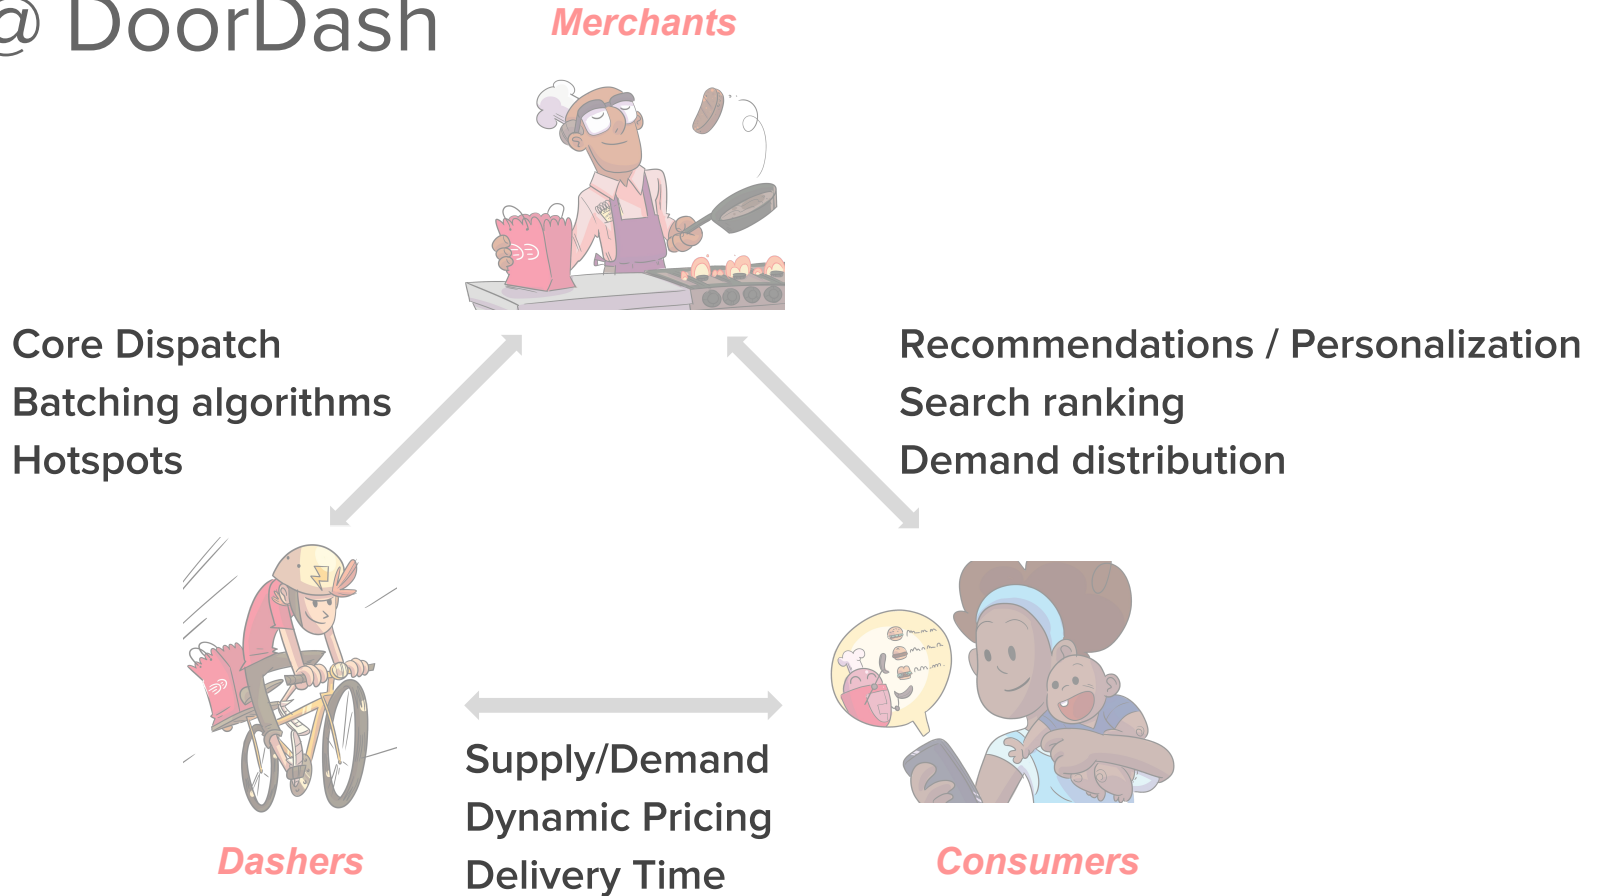 @ DoorDash
Merchants
Core Dispatch
Batching algorithms
Hotspots
Recommendations / Personalization
Search ranking
Demand distribution
Supply/Demand
Dynamic Pricing
Delivery Time
Dashers
Consumers